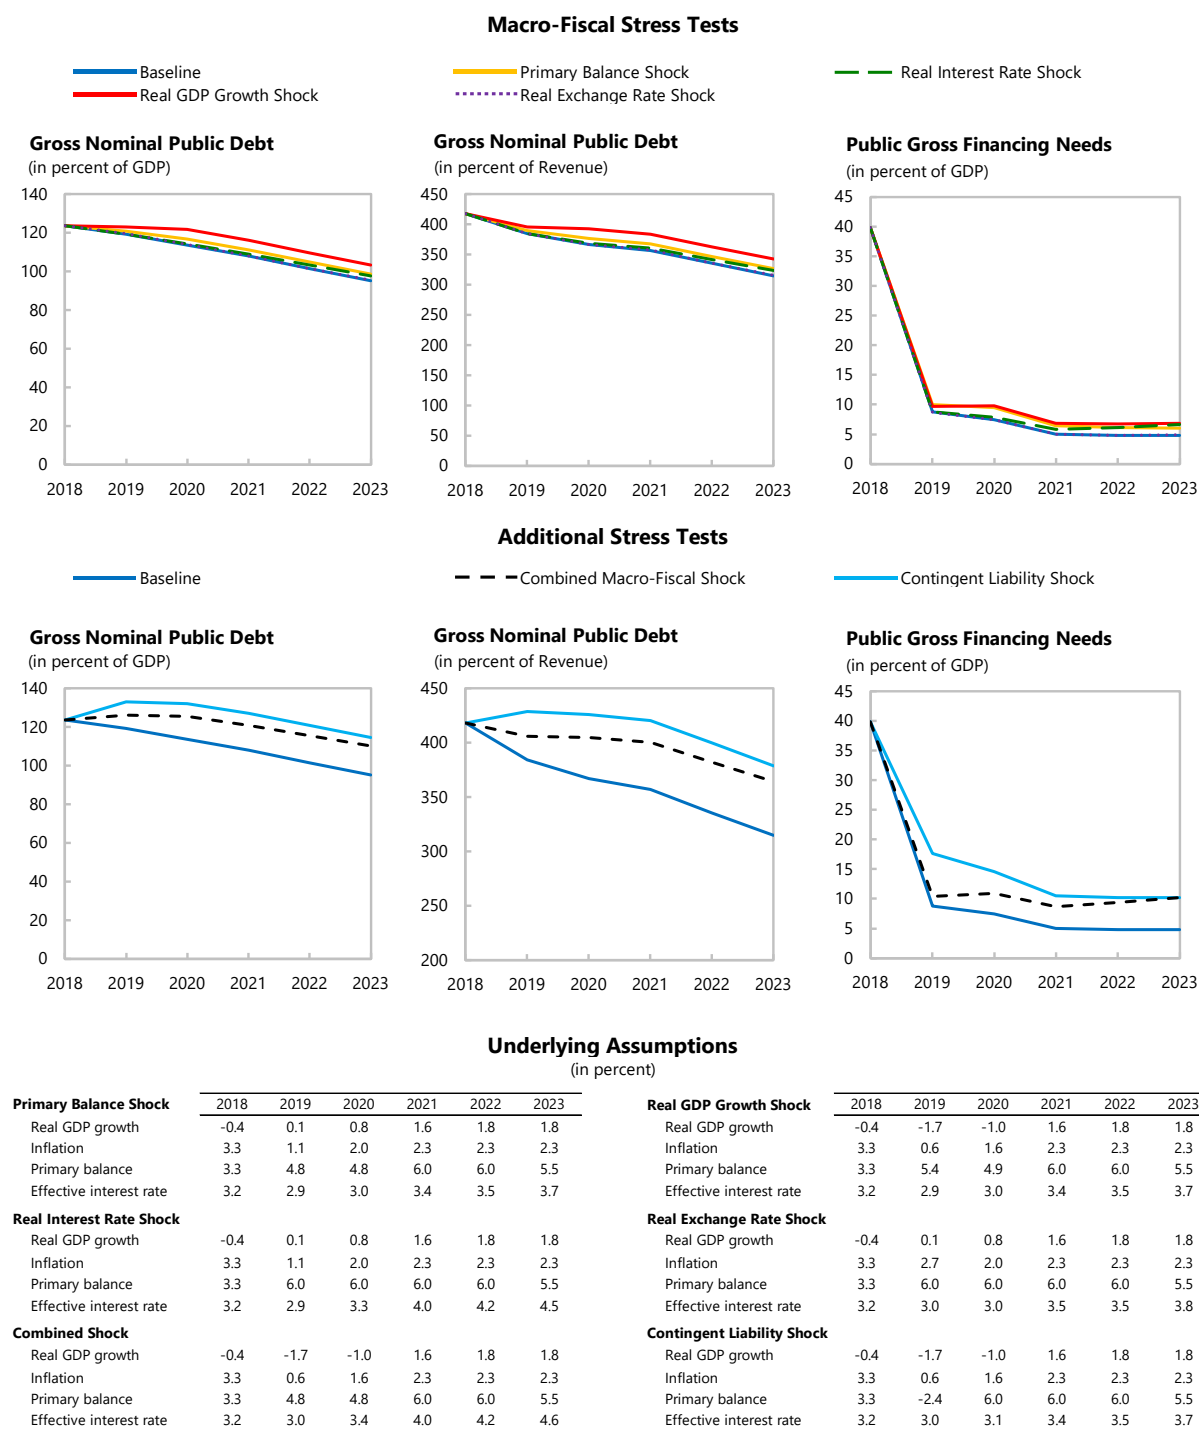 Macro-Fiscal Stress Tests
Baseline Primary Balance Shock Real Interest Rate Shock
Real GDP Growth Shock Real Exchange Rate Shock
Gross Nominal Public Debt
(in percent of GDP)
140
120
100
80
60
40
20
0
2018 2019 2020 2021 2022 2023
Gross Nominal Public Debt
(in percent of Revenue)
450
400
350
300
250
200
150
100
50
0
2018 2019 2020 2021 2022 2023
Public Gross Financing Needs
(in percent of GDP)
45
40
35
30
25
20
15
10
5
0
2018 2019 2020 2021 2022 2023
Additional Stress Tests
Baseline Combined Macro-Fiscal Shock Contingent Liability Shock
Gross Nominal Public Debt
(in percent of GDP)
140
120
100
80
60
40
20
0
2018 2019 2020 2021 2022 2023
Gross Nominal Public Debt
(in percent of Revenue)
450
400
350
300
250
200
2018 2019 2020 2021 2022 2023
Public Gross Financing Needs
(in percent of GDP)
45
40
35
30
25
20
15
10
5
0
2018 2019 2020 2021 2022 2023
Underlying Assumptions
(in percent)
Primary Balance Shock 2018 2019 2020 2021 2022 2023
Real GDP growth -0.4 0.1 0.8 1.6 1.8 1.8
Inflation 3.3 1.1 2.0 2.3 2.3 2.3
Primary balance 3.3 4.8 4.8 6.0 6.0 5.5
Effective interest rate 3.2 2.9 3.0 3.4 3.5 3.7
Real Interest Rate Shock
Real GDP growth -0.4 0.1 0.8 1.6 1.8 1.8
Inflation 3.3 1.1 2.0 2.3 2.3 2.3
Primary balance 3.3 6.0 6.0 6.0 6.0 5.5
Effective interest rate 3.2 2.9 3.3 4.0 4.2 4.5
Combined Shock
Real GDP growth -0.4 -1.7 -1.0 1.6 1.8 1.8
Inflation 3.3 0.6 1.6 2.3 2.3 2.3
Primary balance 3.3 4.8 4.8 6.0 6.0 5.5
Effective interest rate 3.2 3.0 3.4 4.0 4.2 4.6
Real GDP Growth Shock 2018 2019 2020 2021 2022 2023
Real GDP growth -0.4 -1.7 -1.0 1.6 1.8 1.8
Inflation 3.3 0.6 1.6 2.3 2.3 2.3
Primary balance 3.3 5.4 4.9 6.0 6.0 5.5
Effective interest rate 3.2 2.9 3.0 3.4 3.5 3.7
Real Exchange Rate Shock
Real GDP growth -0.4 0.1 0.8 1.6 1.8 1.8
Inflation 3.3 2.7 2.0 2.3 2.3 2.3
Primary balance 3.3 6.0 6.0 6.0 6.0 5.5
Effective interest rate 3.2 3.0 3.0 3.5 3.5 3.8
Contingent Liability Shock
Real GDP growth -0.4 -1.7 -1.0 1.6 1.8 1.8
Inflation 3.3 0.6 1.6 2.3 2.3 2.3
Primary balance 3.3 -2.4 6.0 6.0 6.0 5.5
Effective interest rate 3.2 3.0 3.1 3.4 3.5 3.7